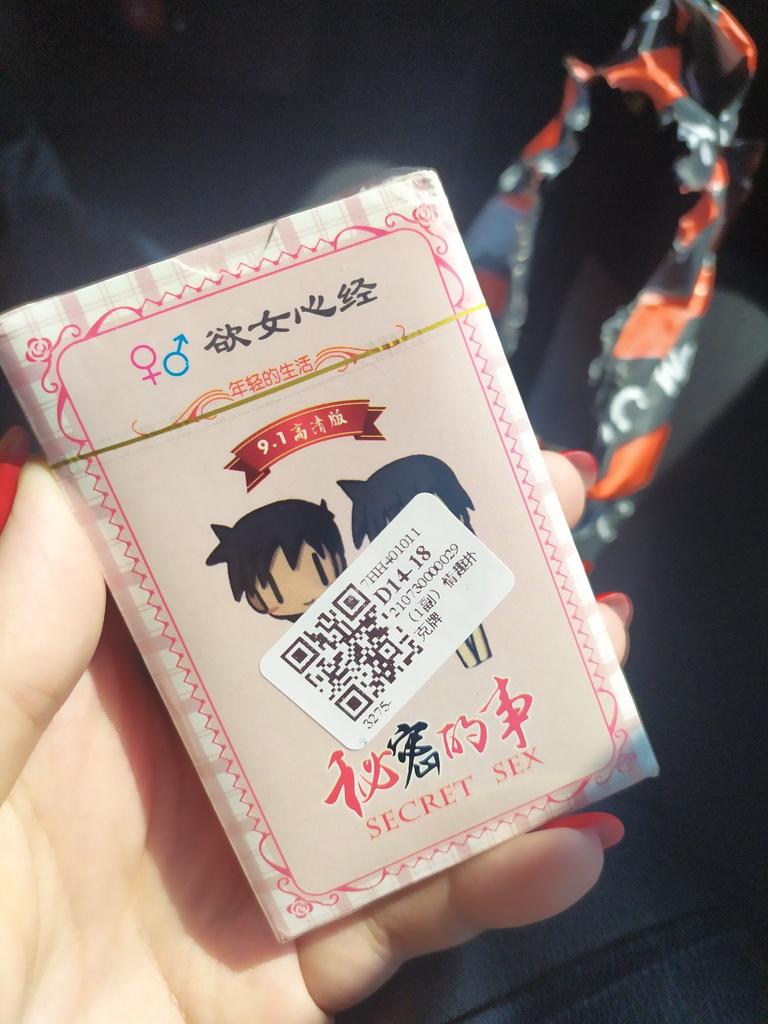 欲女心经
年轻的生活
9.1高清版
7HH401011
D14-18
210730000029
(1副) 情趣扑
克牌
3275-
秘密的事
SECRET SEX